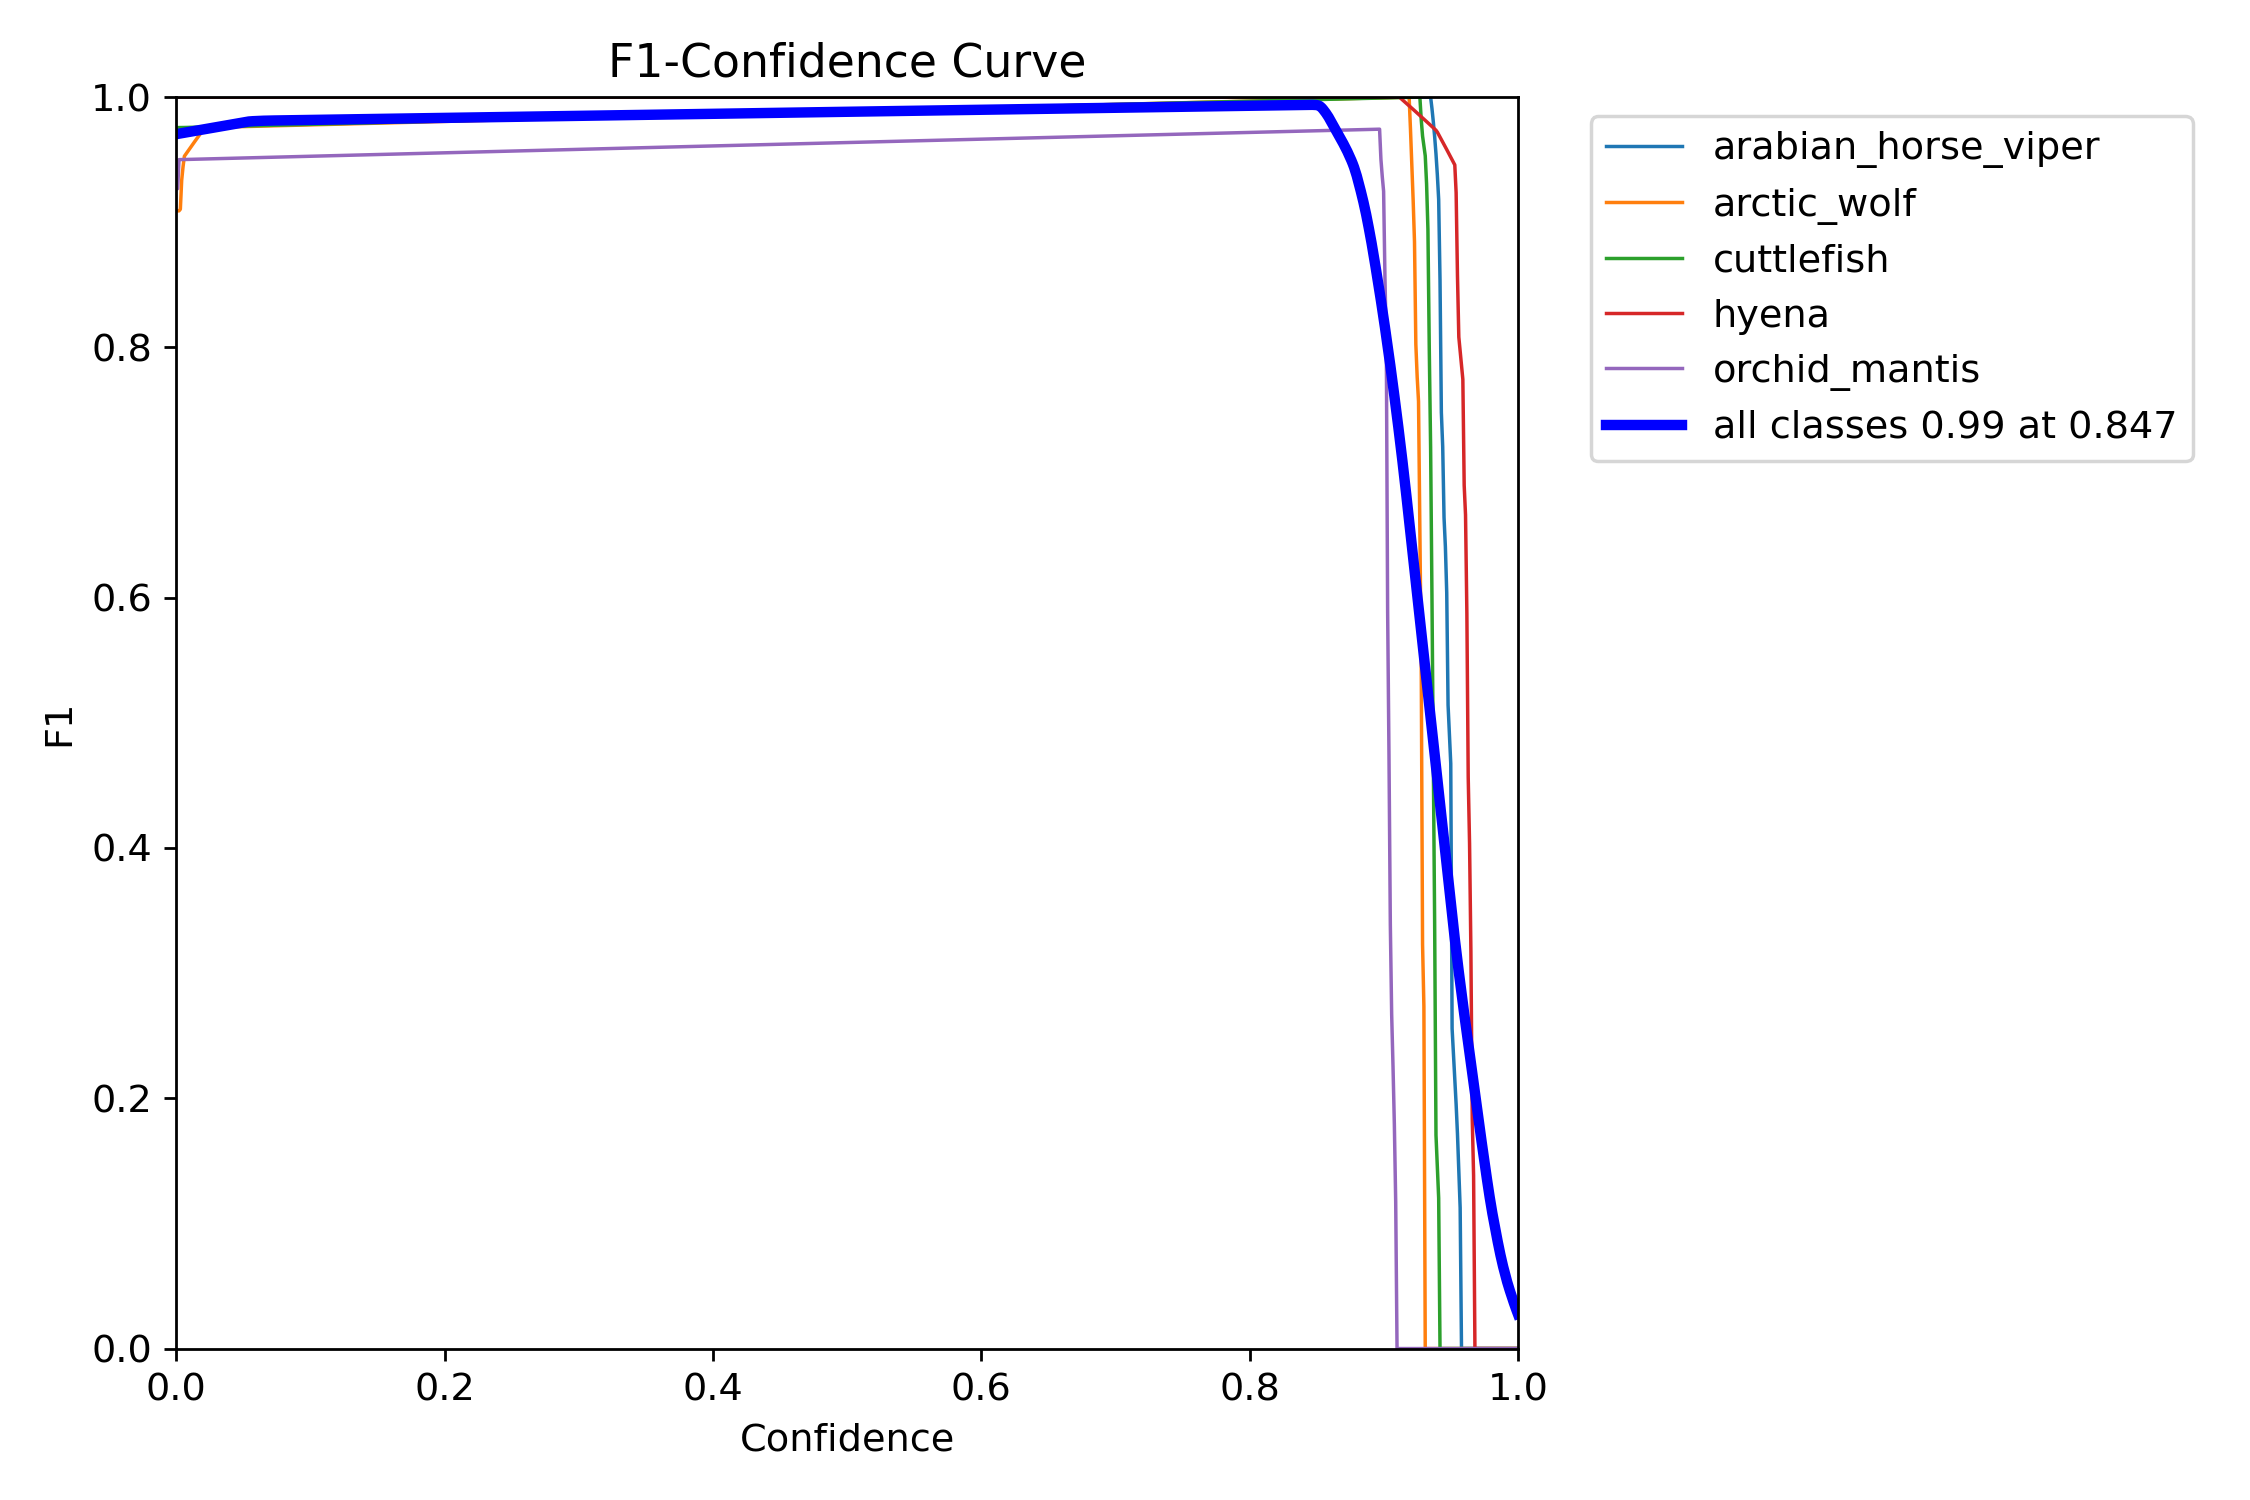 F1-Confidence Curve
1.0
0.8
0.6
0.4
0.2
0.0
F1
0.0 0.2 0.4 0.6 0.8 1.0
Confidence
arabian_horse_viper
arctic_wolf
cuttlefish
hyena
orchid_mantis
all classes 0.99 at 0.847